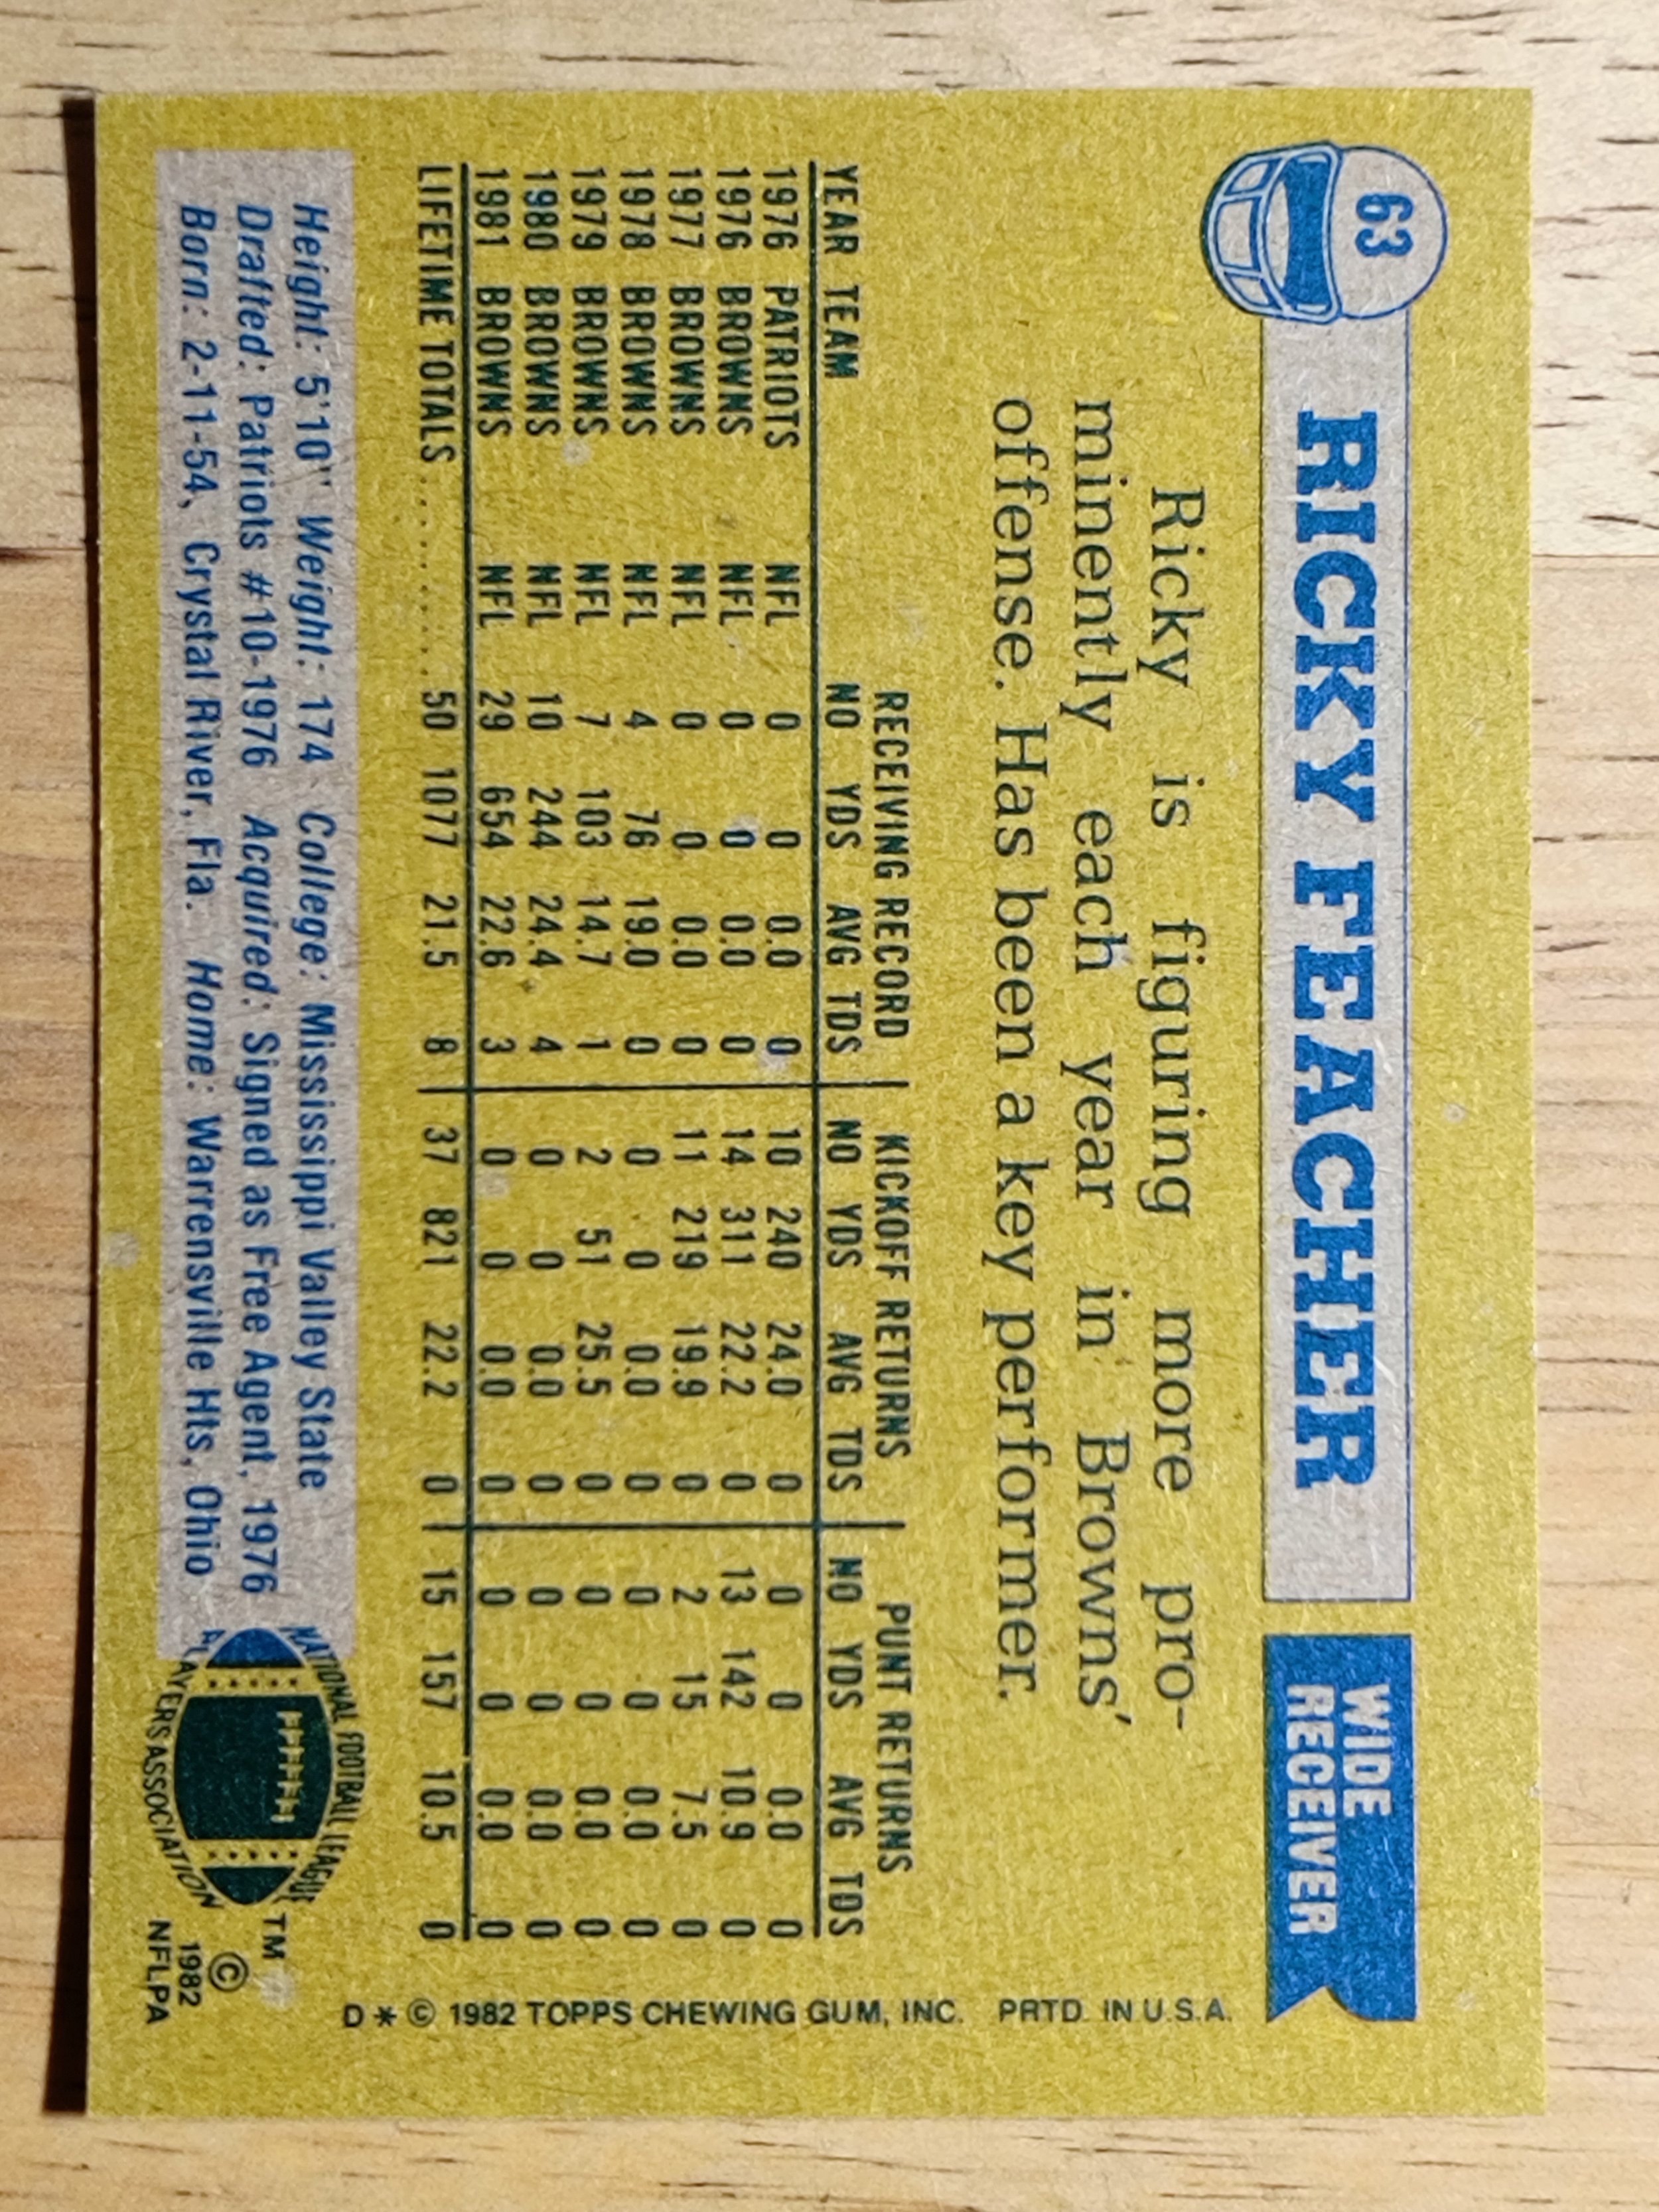 63
RICKY FEACHER
WIDE
RECEIVER
Ricky is figuring more pro-
minently each year in Browns'
offense. Has been a key performer.
RECEIVING RECORD KICKOFF RETURNS PUNT RETURNS
YEAR TEAM NO YDS AVG TDS NO YDS AVG TDS NO YDS AVG TDS
1976 PATRIOTS NFL 0 0 0.0 0 10 240 24.0 0 0 0 0.0 0
1976 BROWNS NFL 0 0 0.0 0 14 311 22.2 0 13 142 10.9 0
1977 BROWNS NFL 0 0 0.0 0 11 219 19.9 0 2 15 7.5 0
1978 BROWNS NFL 4 76 19.0 0 0 0 0.0 0 0 0 0.0 0
1979 BROWNS NFL 7 103 14.7 1 2 51 25.5 0 0 0 0.0 0
1980 BROWNS NFL 10 244 24.4 4 0 0 0.0 0 0 0 0.0 0
1981 BROWNS NFL 29 654 22.6 3 0 0 0.0 0 0 0 0.0 0
LIFETIME TOTALS .............. 50 1077 21.5 8 37 821 22.2 0 15 157 10.5 0
Height: 5'10" Weight: 174 College: Mississippi Valley State
Drafted: Patriots #10-1976 Acquired: Signed as Free Agent, 1976
Born: 2-11-54, Crystal River, Fla. Home: Warrensville Hts, Ohio
NATIONAL FOOTBALL LEAGUE
AYERS ASSOCIATION
TM
©
1982
NFLPA
D * © 1982 TOPPS CHEWING GUM, INC. PRTD. IN U.S.A.